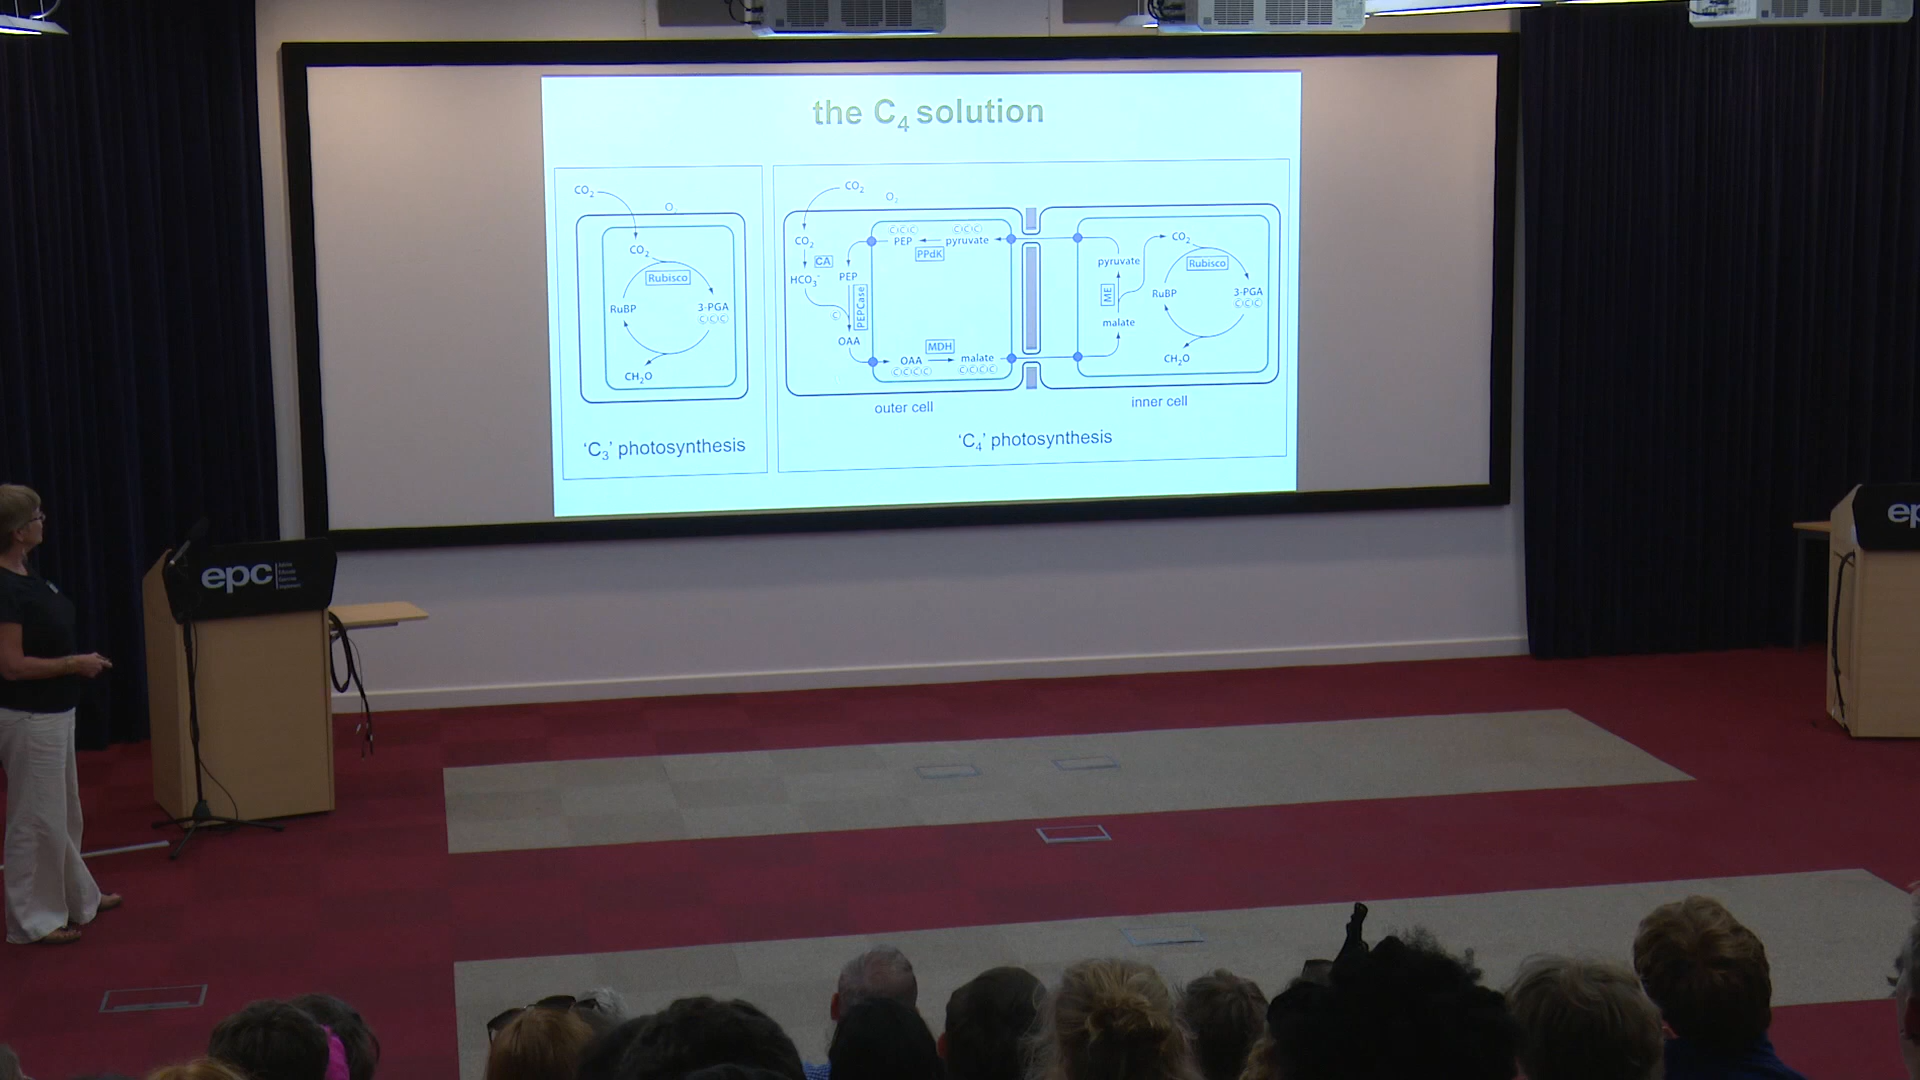 the C₄ solution
CO₂
O
CO₂
Rubisco
RuBP
3-PGA
C C C
CH₂O
'C₃' photosynthesis
CO₂
O₂
CO₂
CA
HCO₃⁻
C
PEP
PEPCase
OAA
C C C
PEP
C C C
pyruvate
PPdK
OAA
C C C C
MDH
malate
C C C C
outer cell
pyruvate
ME
malate
CO₂
Rubisco
RuBP
3-PGA
C C C
CH₂O
inner cell
'C₄' photosynthesis
epc
ep